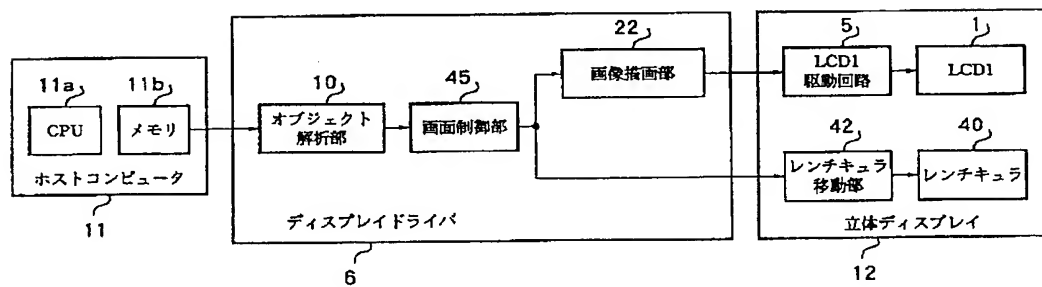 11a
CPU
11b
メモリ
ホストコンピュータ
11
10
オブジェクト
解析部
45
画面制御部
22
画像描画部
ディスプレイドライバ
6
5
LCD1
駆動回路
1
LCD1
42
レンチキュラ
移動部
40
レンチキュラ
立体ディスプレイ
12